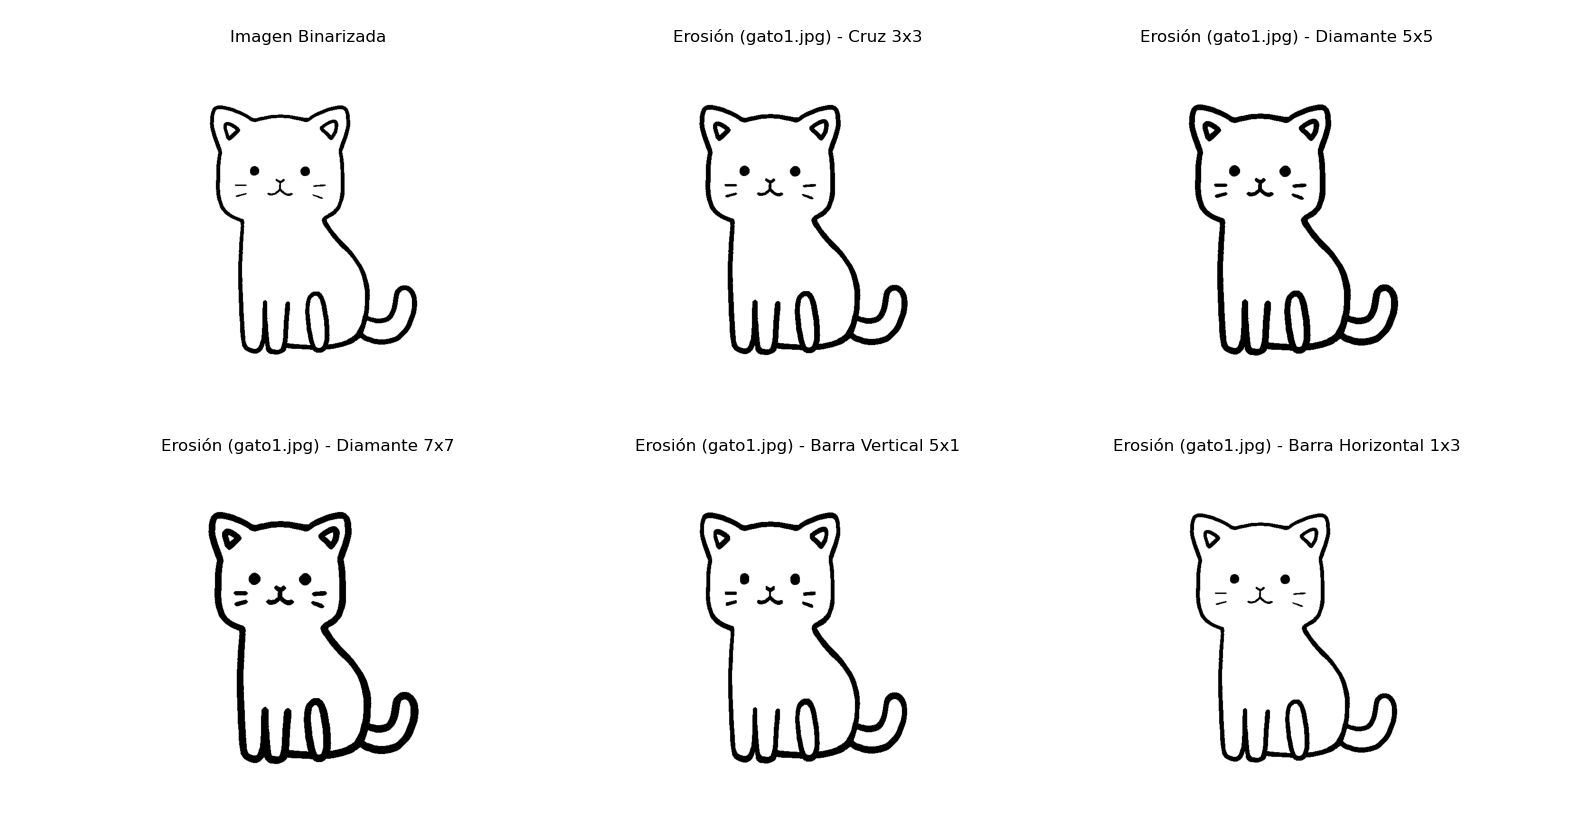 Imagen Binarizada
Erosión (gato1.jpg) - Cruz 3x3
Erosión (gato1.jpg) - Diamante 5x5
Erosión (gato1.jpg) - Diamante 7x7
Erosión (gato1.jpg) - Barra Vertical 5x1
Erosión (gato1.jpg) - Barra Horizontal 1x3